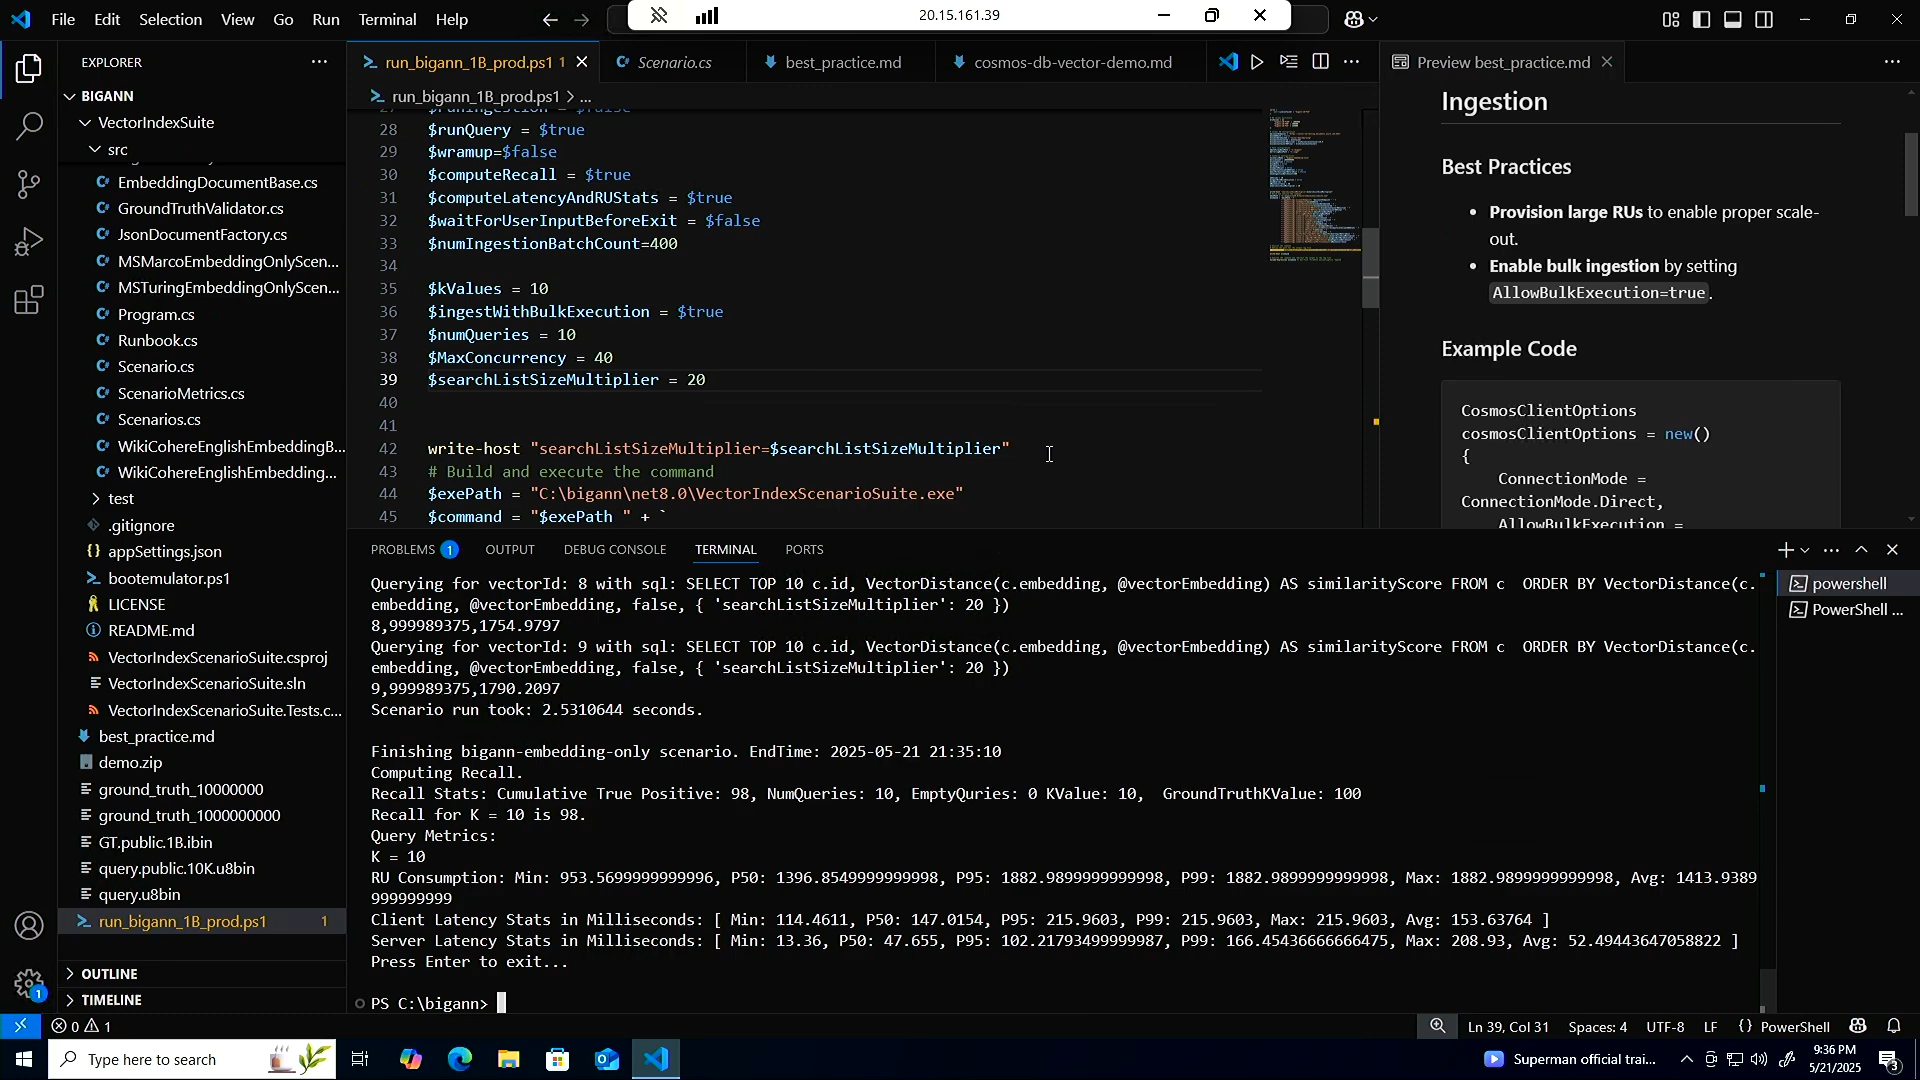 File Edit Selection View Go Run Terminal Help
20.15.161.39
EXPLORER
BIGANN
VectorIndexSuite
src
EmbeddingDocumentBase.cs
GroundTruthValidator.cs
JsonDocumentFactory.cs
MSMarcoEmbeddingOnlyScen...
MSTuringEmbeddingOnlyScen...
Program.cs
Runbook.cs
Scenario.cs
ScenarioMetrics.cs
Scenarios.cs
WikiCohereEnglishEmbeddingB...
WikiCohereEnglishEmbedding...
test
.gitignore
{} appSettings.json
bootemulator.ps1
LICENSE
README.md
VectorIndexScenarioSuite.csproj
VectorIndexScenarioSuite.sln
VectorIndexScenarioSuite.Tests.c...
best_practice.md
demo.zip
ground_truth_10000000
ground_truth_1000000000
GT.public.1B.ibin
query.public.10K.u8bin
query.u8bin
run_bigann_1B_prod.ps1 1
OUTLINE
TIMELINE
run_bigann_1B_prod.ps1 1 Scenario.cs best_practice.md cosmos-db-vector-demo.md
run_bigann_1B_prod.ps1 > ...
27 $runIngestion = $false
28 $runQuery = $true
29 $wramup=$false
30 $computeRecall = $true
31 $computeLatencyAndRUStats = $true
32 $waitForUserInputBeforeExit = $false
33 $numIngestionBatchCount=400
34
35 $kValues = 10
36 $ingestWithBulkExecution = $true
37 $numQueries = 10
38 $MaxConcurrency = 40
39 $searchListSizeMultiplier = 20
40
41
42 write-host "searchListSizeMultiplier=$searchListSizeMultiplier"
43 # Build and execute the command
44 $exePath = "C:\bigann\net8.0\VectorIndexScenarioSuite.exe"
45 $command = "$exePath " + `
Preview best_practice.md
Ingestion
Best Practices
• Provision large RUs to enable proper scale-
out.
• Enable bulk ingestion by setting
AllowBulkExecution=true.
Example Code
CosmosClientOptions
cosmosClientOptions = new()
{
ConnectionMode =
ConnectionMode.Direct,
AllowBulkExecution =
PROBLEMS 1 OUTPUT DEBUG CONSOLE TERMINAL PORTS
Querying for vectorId: 8 with sql: SELECT TOP 10 c.id, VectorDistance(c.embedding, @vectorEmbedding) AS similarityScore FROM c  ORDER BY VectorDistance(c.
embedding, @vectorEmbedding, false, { 'searchListSizeMultiplier': 20 })
8,999989375,1754.9797
Querying for vectorId: 9 with sql: SELECT TOP 10 c.id, VectorDistance(c.embedding, @vectorEmbedding) AS similarityScore FROM c  ORDER BY VectorDistance(c.
embedding, @vectorEmbedding, false, { 'searchListSizeMultiplier': 20 })
9,999989375,1790.2097
Scenario run took: 2.5310644 seconds.
Finishing bigann-embedding-only scenario. EndTime: 2025-05-21 21:35:10
Computing Recall.
Recall Stats: Cumulative True Positive: 98, NumQueries: 10, EmptyQuries: 0 KValue: 10,  GroundTruthKValue: 100
Recall for K = 10 is 98.
Query Metrics:
K = 10
RU Consumption: Min: 953.5699999999996, P50: 1396.8549999999998, P95: 1882.9899999999998, P99: 1882.9899999999998, Max: 1882.9899999999998, Avg: 1413.9389
999999999
Client Latency Stats in Milliseconds: [ Min: 114.4611, P50: 147.0154, P95: 215.9603, P99: 215.9603, Max: 215.9603, Avg: 153.63764 ]
Server Latency Stats in Milliseconds: [ Min: 13.36, P50: 47.655, P95: 102.21793499999987, P99: 166.45436666666475, Max: 208.93, Avg: 52.49443647058822 ]
Press Enter to exit...
PS C:\bigann>
powershell
PowerShell ...
0 1
Ln 39, Col 31 Spaces: 4 UTF-8 LF {} PowerShell
Type here to search
Superman official trai...
9:36 PM
5/21/2025
3